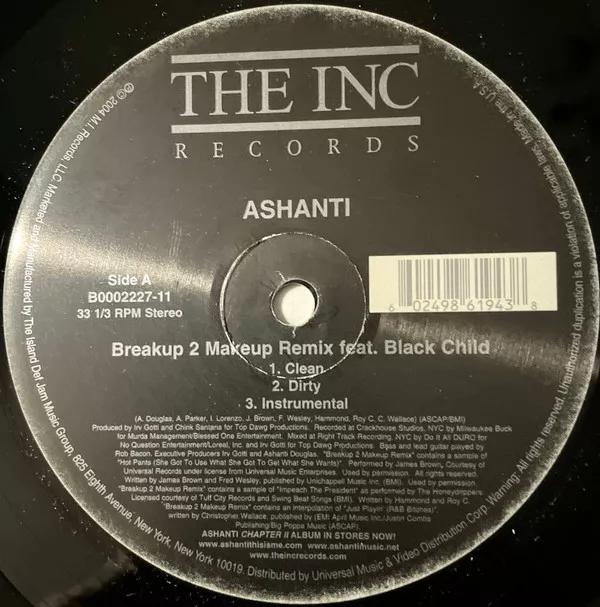 THE INC
RECORDS
ASHANTI
Side A
B0002227-11
33 1/3 RPM Stereo
6 02498 61943 8
Breakup 2 Makeup Remix feat. Black Child
1. Clean
2. Dirty
3. Instrumental
(A. Douglas, A. Parker, I. Lorenzo, J. Brown, F. Wesley, Hammond, Roy C, C. Wallace) (ASCAP/BMI)
Produced by Irv Gotti and Chink Santana for Top Dawg Productions. Recorded at Crackhouse Studios, NYC by Milwaukee Buck
for Murda Management/Blessed One Entertainment. Mixed at Right Track Recording, NYC by Do It All DURO for
No Question Entertainment/Loreal, Inc. and Irv Gotti for Top Dawg Productions. Bass and lead guitar played by
Rob Bacon. Executive Producers Irv Gotti and Ashanti Douglas. "Breakup 2 Makeup Remix" contains a sample of
"Hot Pants (She Got To Use What She Got To Get What She Wants)". Performed by James Brown, Courtesy of
Universal Records under license from Universal Music Enterprises. Used by permission. All rights reserved.
Written by James Brown and Fred Wesley, published by Unichappell Music Inc. (BMI). Used by permission.
"Breakup 2 Makeup Remix" contains a sample of "Impeach The President" as performed by The Honeydrippers.
Licensed courtesy of Tuff City Records and Swing Beat Songs (BMI). Written by Hammond and Roy C.
"Breakup 2 Makeup Remix" contains an interpolation of "Just Playin' (R&B Bitches)",
written by Christopher Wallace, published by (EMI April Music Inc./Justin Combs
Publishing/Big Poppa Music (ASCAP).
ASHANTI CHAPTER II ALBUM IN STORES NOW!
www.ashantithisisme.com www.ashantimusic.net
www.theincrecords.com
℗© 2004 M.I. Records, LLC. Marketed and Manufactured by The Island Def Jam Music Group, 825 Eighth Avenue, New York, New York 10019. Distributed by Universal Music & Video Distribution Corp. Warning: All rights reserved. Unauthorized duplication is a violation of applicable laws. Made in the U.S.A.